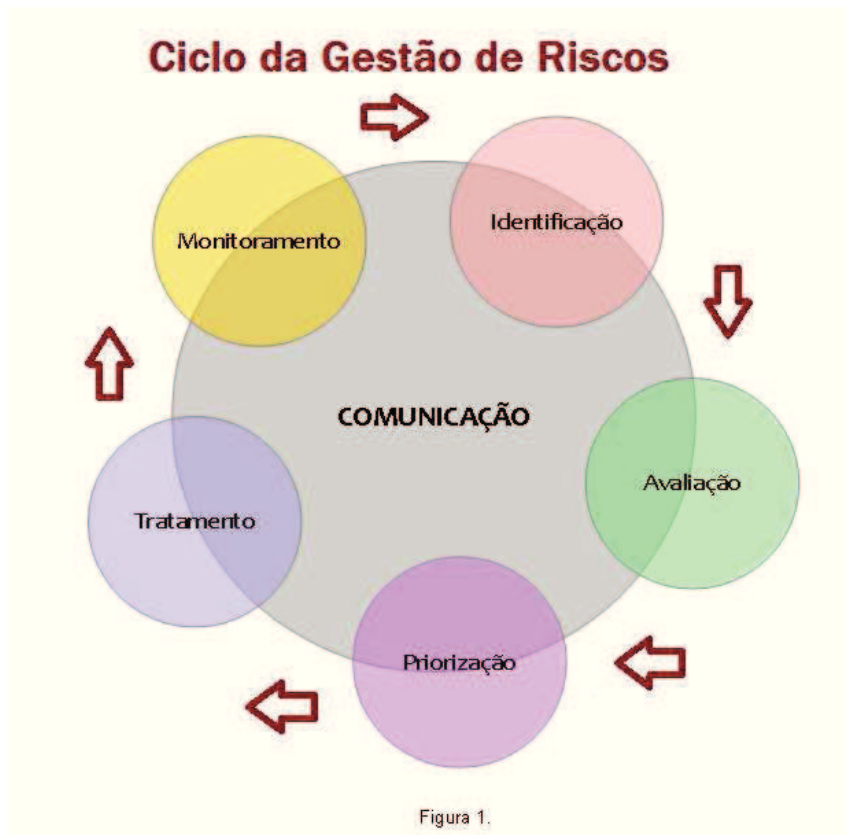 Ciclo da Gestão de Riscos
Monitoramento
Identificação
COMUNICAÇÃO
Avaliação
Tratamento
Priorização
Figura 1.